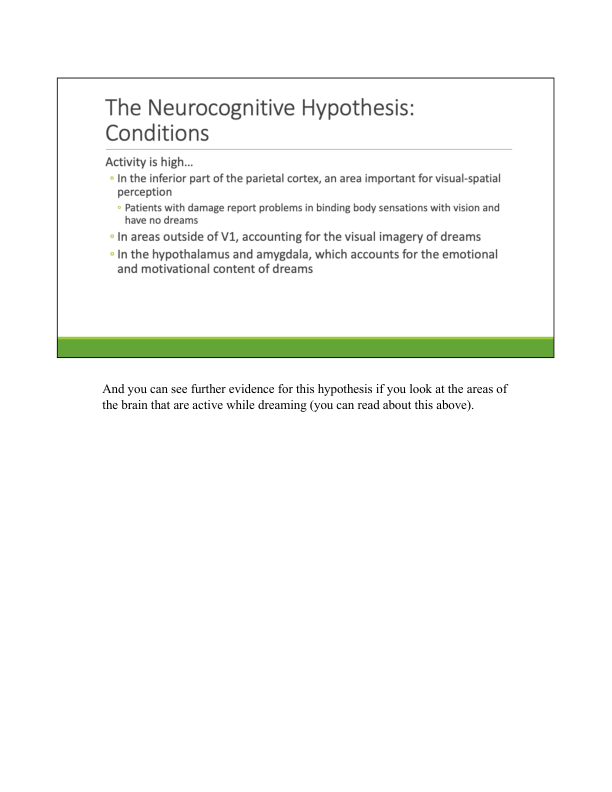 The Neurocognitive Hypothesis:
Conditions
Activity is high…
◦ In the inferior part of the parietal cortex, an area important for visual-spatial
perception
◦ Patients with damage report problems in binding body sensations with vision and
have no dreams
◦ In areas outside of V1, accounting for the visual imagery of dreams
◦ In the hypothalamus and amygdala, which accounts for the emotional
and motivational content of dreams
And you can see further evidence for this hypothesis if you look at the areas of
the brain that are active while dreaming (you can read about this above).